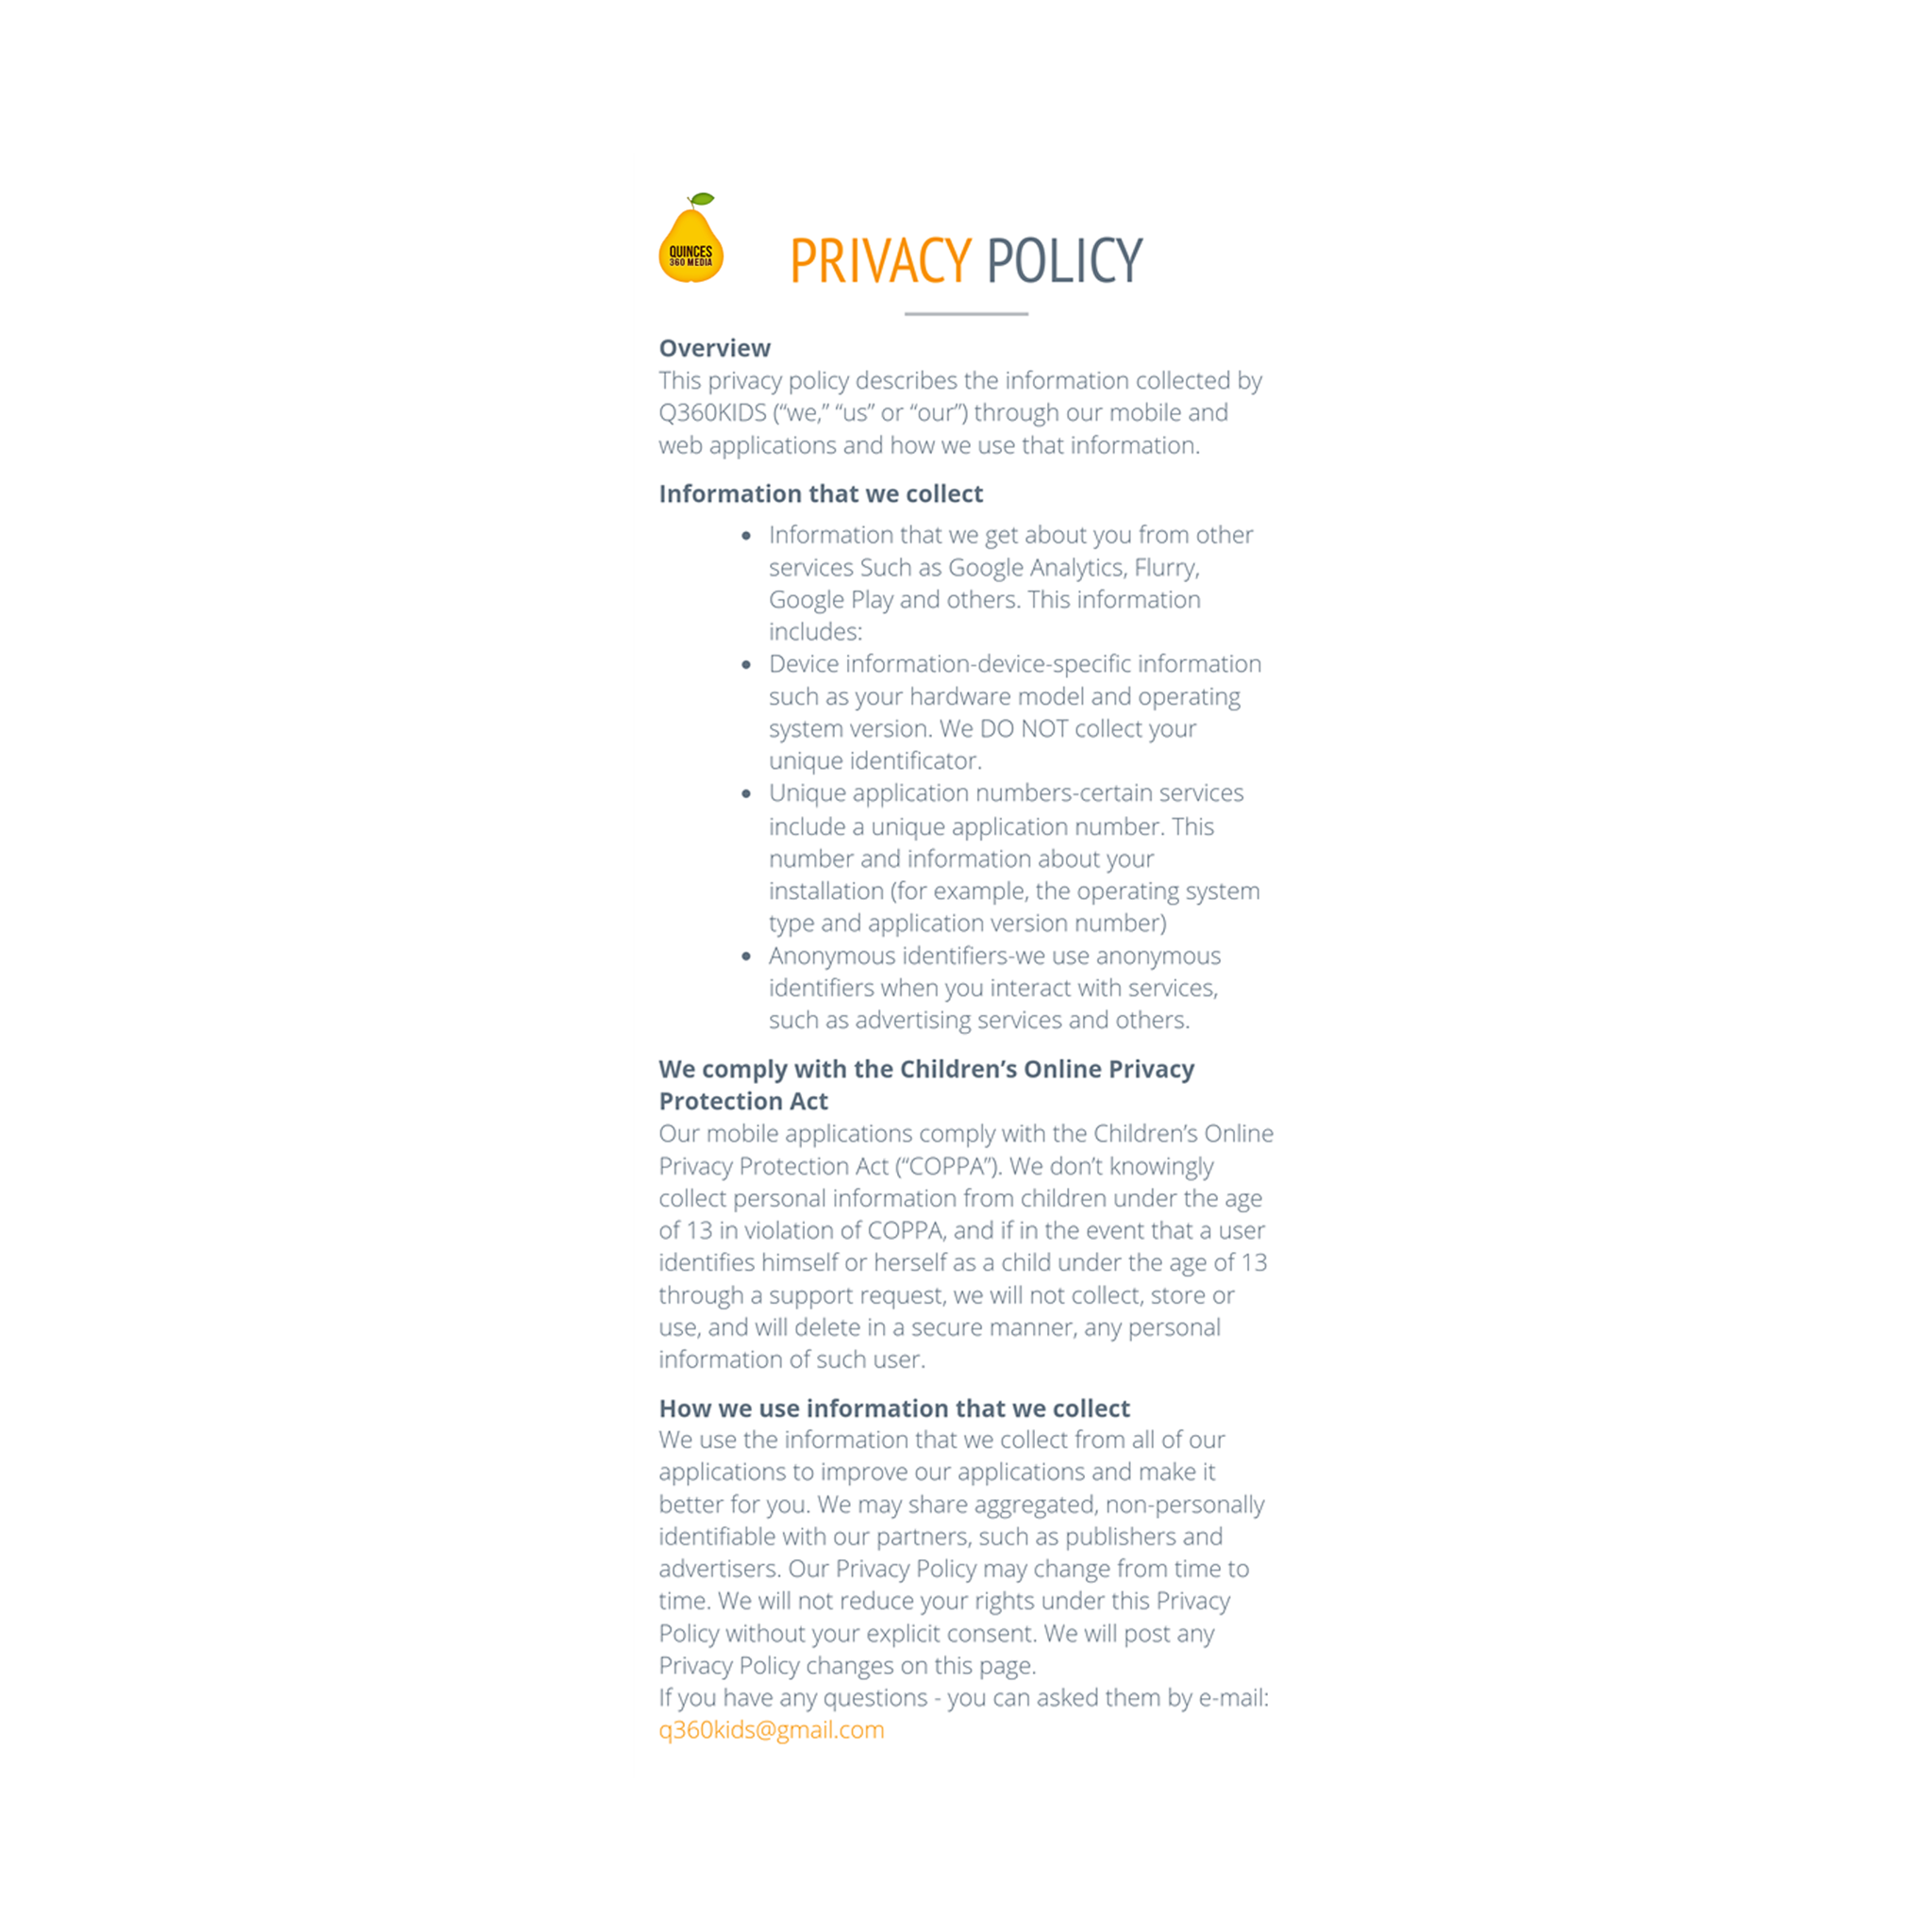 QUINCES
360 MEDIA
PRIVACY POLICY
Overview
This privacy policy describes the information collected by
Q360KIDS (“we,” “us” or “our”) through our mobile and
web applications and how we use that information.
Information that we collect
• Information that we get about you from other
services Such as Google Analytics, Flurry,
Google Play and others. This information
includes:
• Device information-device-specific information
such as your hardware model and operating
system version. We DO NOT collect your
unique identificator.
• Unique application numbers-certain services
include a unique application number. This
number and information about your
installation (for example, the operating system
type and application version number)
• Anonymous identifiers-we use anonymous
identifiers when you interact with services,
such as advertising services and others.
We comply with the Children’s Online Privacy
Protection Act
Our mobile applications comply with the Children’s Online
Privacy Protection Act (“COPPA”). We don’t knowingly
collect personal information from children under the age
of 13 in violation of COPPA, and if in the event that a user
identifies himself or herself as a child under the age of 13
through a support request, we will not collect, store or
use, and will delete in a secure manner, any personal
information of such user.
How we use information that we collect
We use the information that we collect from all of our
applications to improve our applications and make it
better for you. We may share aggregated, non-personally
identifiable with our partners, such as publishers and
advertisers. Our Privacy Policy may change from time to
time. We will not reduce your rights under this Privacy
Policy without your explicit consent. We will post any
Privacy Policy changes on this page.
If you have any questions - you can asked them by e-mail:
q360kids@gmail.com